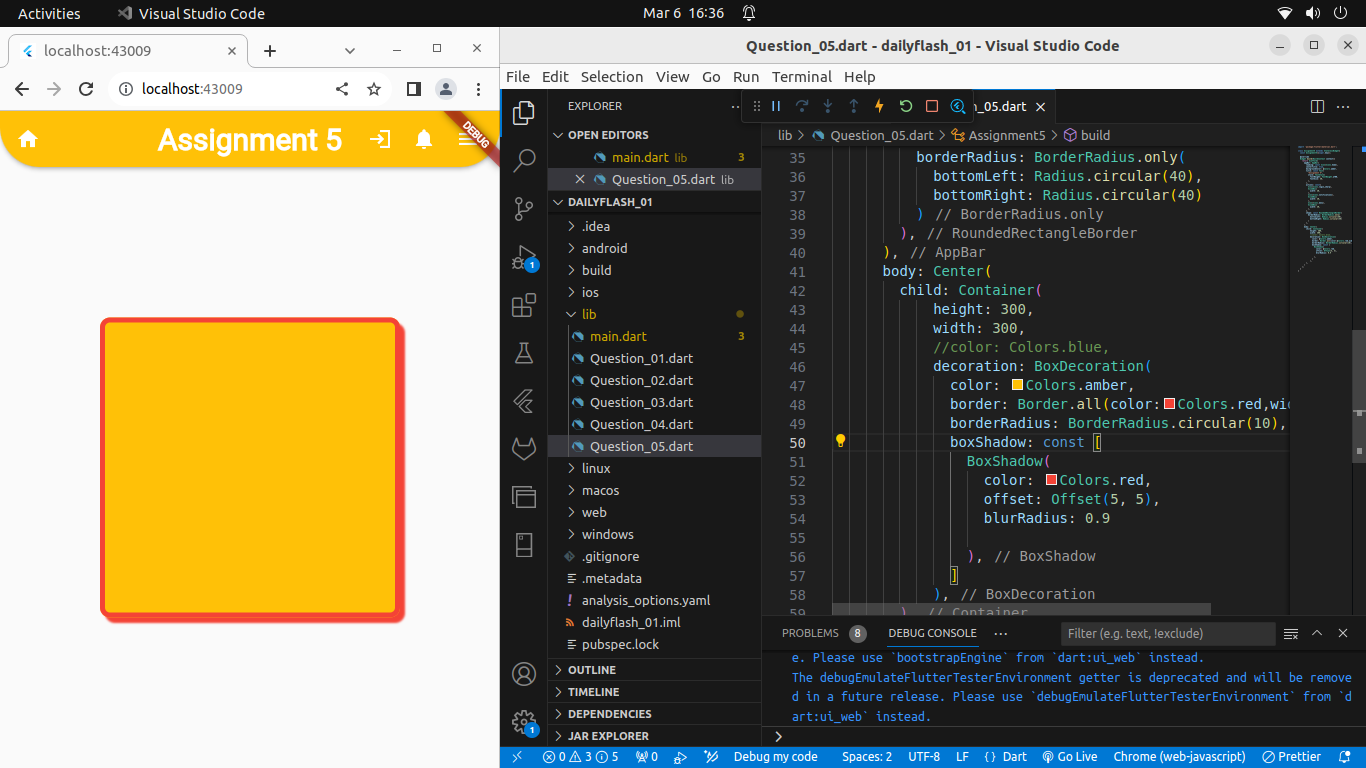 Activities
Visual Studio Code
Mar 6 16:36
localhost:43009
localhost:43009
Assignment 5
DEBUG
Question_05.dart - dailyflash_01 - Visual Studio Code
File Edit Selection View Go Run Terminal Help
EXPLORER
OPEN EDITORS
main.dart lib 3
Question_05.dart lib
DAILYFLASH_01
.idea
android
build
ios
lib
main.dart 3
Question_01.dart
Question_02.dart
Question_03.dart
Question_04.dart
Question_05.dart
linux
macos
web
windows
.gitignore
.metadata
analysis_options.yaml
dailyflash_01.iml
pubspec.lock
OUTLINE
TIMELINE
DEPENDENCIES
JAR EXPLORER
1
1
_05.dart
lib > Question_05.dart > Assignment5 > build
35 borderRadius: BorderRadius.only(
36 bottomLeft: Radius.circular(40),
37 bottomRight: Radius.circular(40)
38 ) // BorderRadius.only
39 ), // RoundedRectangleBorder
40 ), // AppBar
41 body: Center(
42 child: Container(
43 height: 300,
44 width: 300,
45 //color: Colors.blue,
46 decoration: BoxDecoration(
47 color: Colors.amber,
48 border: Border.all(color:Colors.red,wi
49 borderRadius: BorderRadius.circular(10),
50 boxShadow: const [
51 BoxShadow(
52 color: Colors.red,
53 offset: Offset(5, 5),
54 blurRadius: 0.9
55
56 ), // BoxShadow
57 ]
58 ), // BoxDecoration
59 ) // Container
PROBLEMS 8 DEBUG CONSOLE
Filter (e.g. text, !exclude)
e. Please use `bootstrapEngine` from `dart:ui_web` instead.
The debugEmulateFlutterTesterEnvironment getter is deprecated and will be remove
d in a future release. Please use `debugEmulateFlutterTesterEnvironment` from `d
art:ui_web` instead.
0 3 5 0 Debug my code Spaces: 2 UTF-8 LF { } Dart Go Live Chrome (web-javascript) Prettier